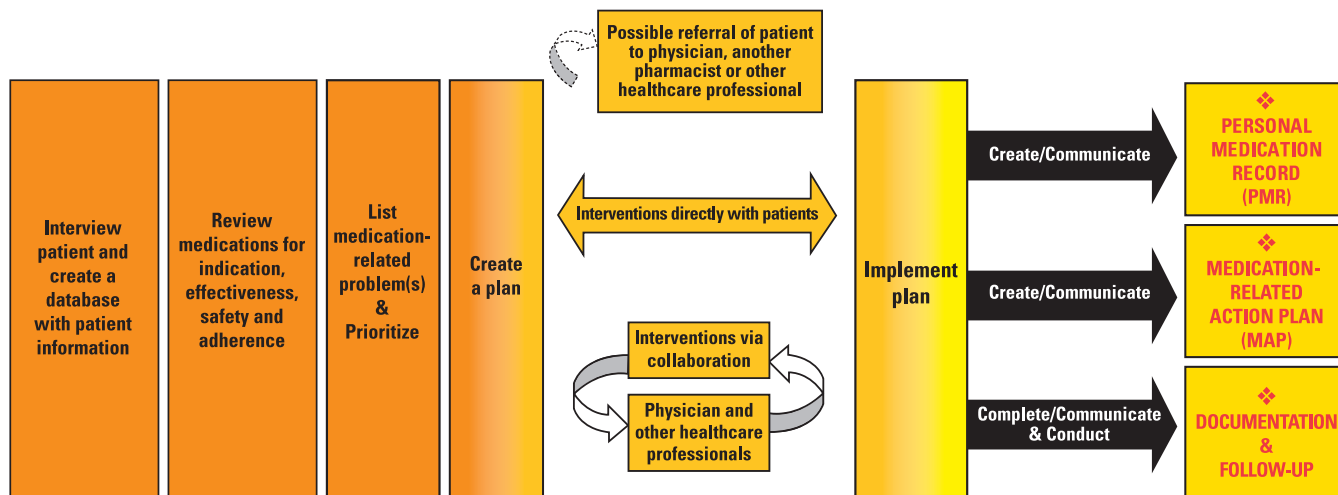 Interview
patient and
create a
database
with patient
information
Review
medications for
indication,
effectiveness,
safety and
adherence
List
medication-
related
problem(s)
&
Prioritize
Create
a plan
Possible referral of patient
to physician, another
pharmacist or other
healthcare professional
Interventions directly with patients
Interventions via
collaboration
Physician and
other healthcare
professionals
Implement
plan
Create/Communicate
❖
PERSONAL
MEDICATION
RECORD
(PMR)
Create/Communicate
❖
MEDICATION-
RELATED
ACTION PLAN
(MAP)
Complete/Communicate
& Conduct
❖
DOCUMENTATION
&
FOLLOW-UP